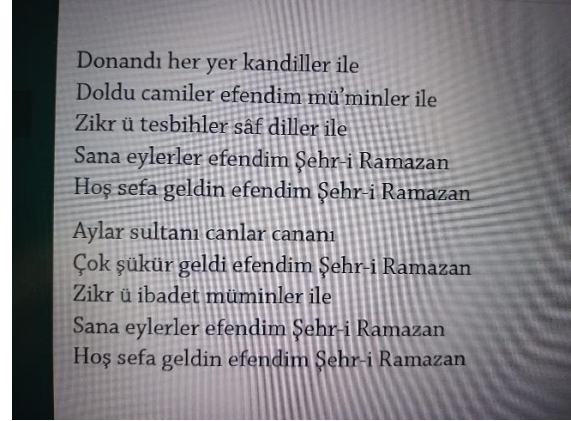 Donandı her yer kandiller ile
Doldu camiler efendim mü'minler ile
Zikr ü tesbihler sâf diller ile
Sana eylerler efendim Şehr-i Ramazan
Hoş sefa geldin efendim Şehr-i Ramazan
Aylar sultanı canlar cananı
Çok şükür geldi efendim Şehr-i Ramazan
Zikr ü ibadet müminler ile
Sana eylerler efendim Şehr-i Ramazan
Hoş sefa geldin efendim Şehr-i Ramazan